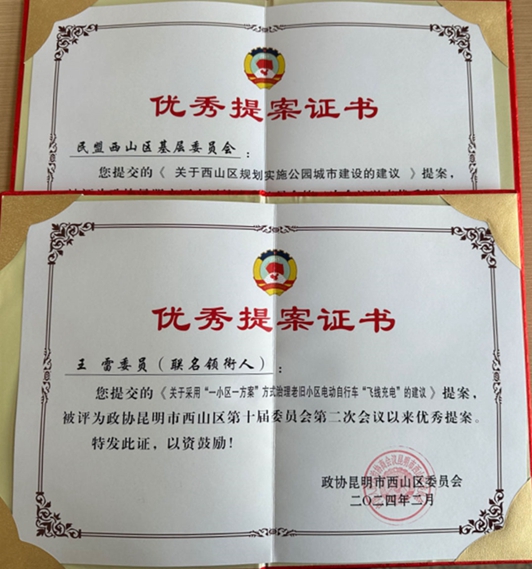 优秀提案证书
民盟西山区基层委员会：
您提交的《关于西山区规划实施公园城市建设的建议》提案，
优秀提案证书
王 雷委员（联名领衔人）：
您提交的《关于采用“一小区一方案”方式治理老旧小区电动自行车“飞线充电”的建议》提案，
被评为政协昆明市西山区第十届委员会第二次会议以来优秀提案。
特发此证，以资鼓励！
政协昆明市西山区委员会
二〇二四年二月